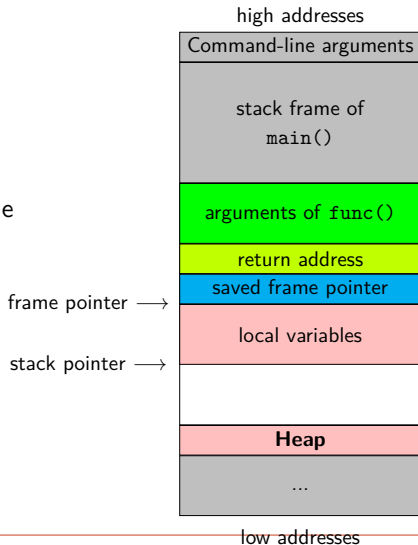 high addresses
Command-line arguments
stack frame of
main()
e
arguments of func()
return address
saved frame pointer
frame pointer →
local variables
stack pointer →
Heap
...
low addresses